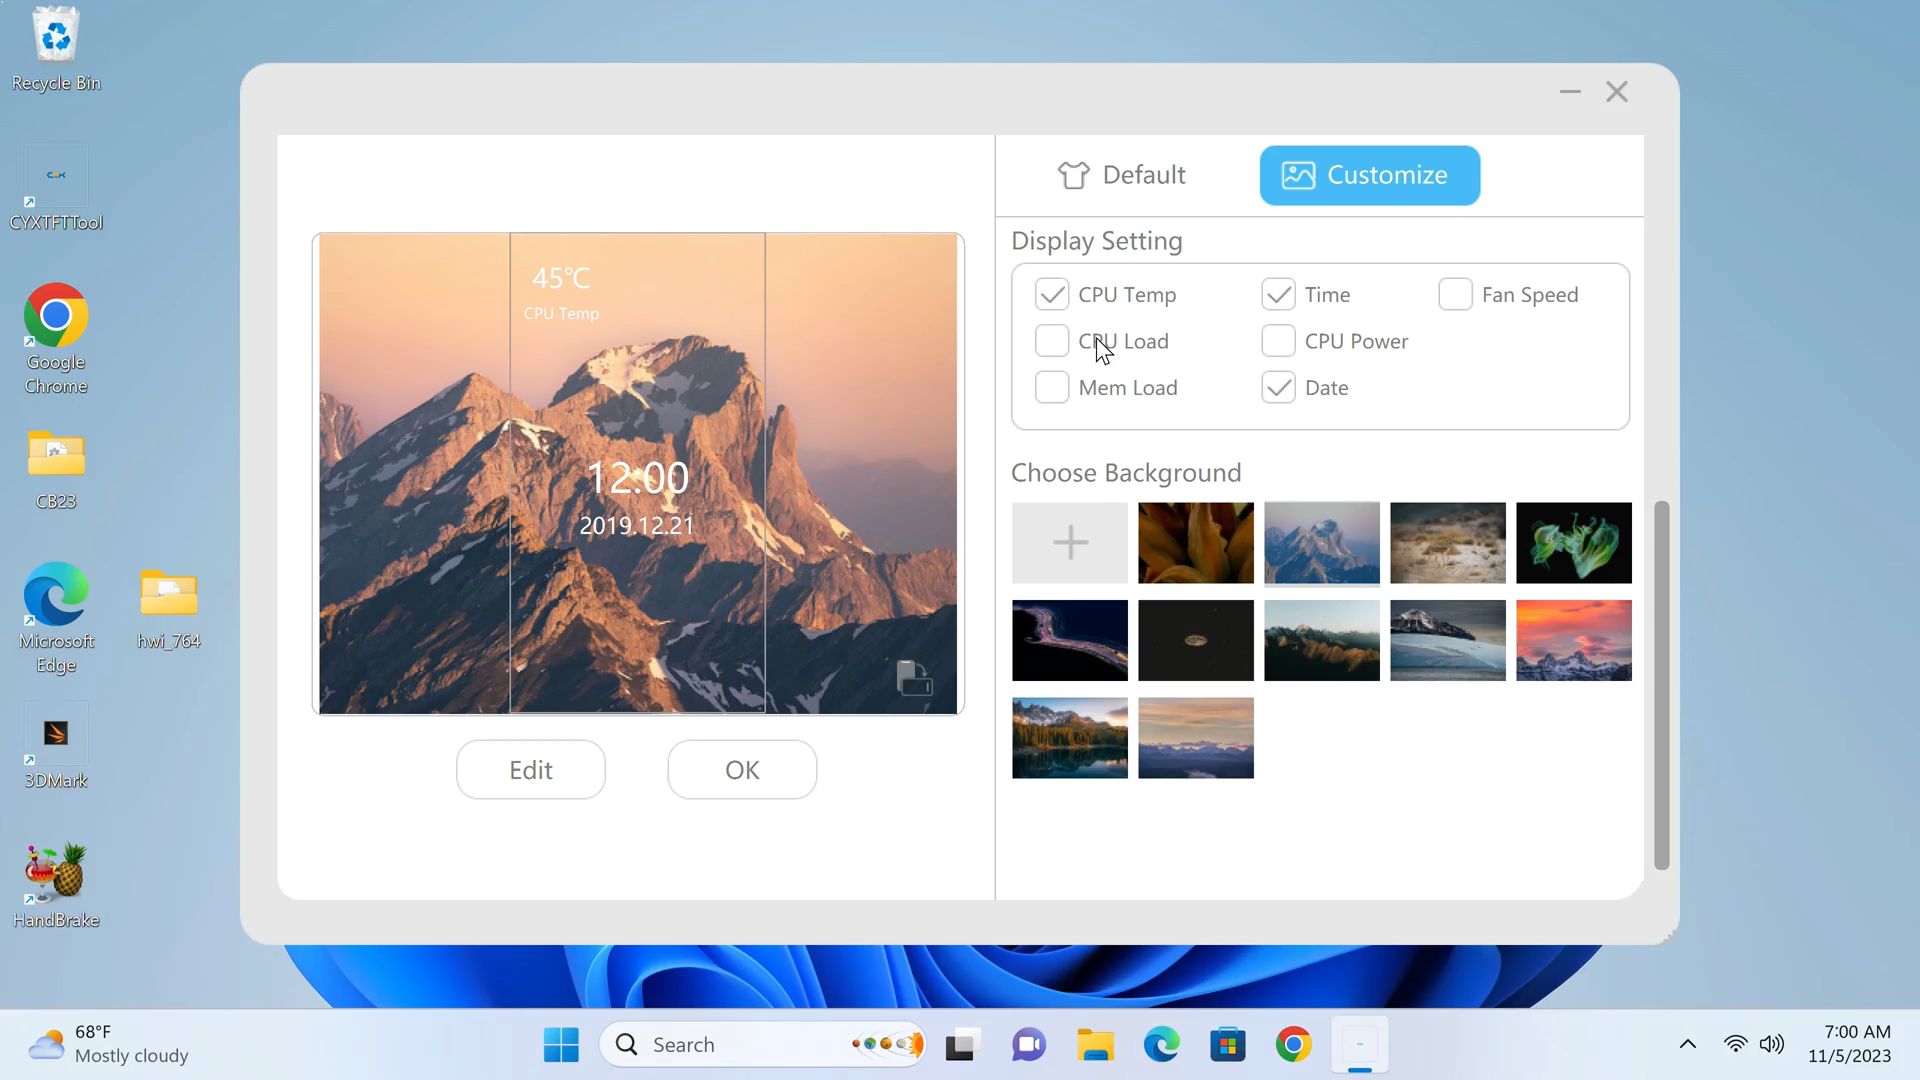 Recycle Bin
CYXTFTTool
Google
Chrome
CB23
Microsoft
Edge
hwi_764
3DMark
HandBrake
Default
Customize
Display Setting
CPU Temp
Time
Fan Speed
CPU Load
CPU Power
Mem Load
Date
Choose Background
45°C
CPU Temp
12:00
2019.12.21
Edit
OK
68°F
Mostly cloudy
Search
7:00 AM
11/5/2023